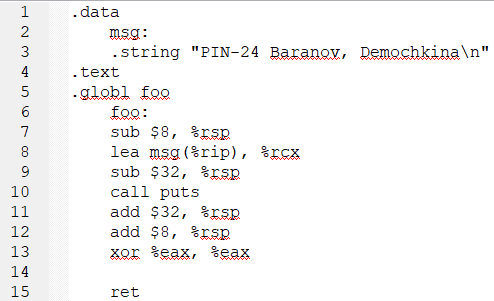 1 .data
2 msg:
3 .string "PIN-24 Baranov, Demochkina\n"
4 .text
5 .globl foo
6 foo:
7 sub $8, %rsp
8 lea msg(%rip), %rcx
9 sub $32, %rsp
10 call puts
11 add $32, %rsp
12 add $8, %rsp
13 xor %eax, %eax
14
15 ret